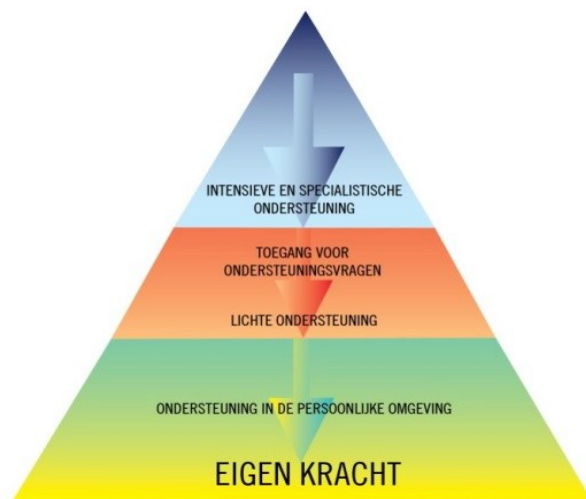 INTENSIEVE EN SPECIALISTISCHE
ONDERSTEUNING
TOEGANG VOOR
ONDERSTEUNINGSVRAGEN
LICHTE ONDERSTEUNING
ONDERSTEUNING IN DE PERSOONLIJKE OMGEVING
EIGEN KRACHT